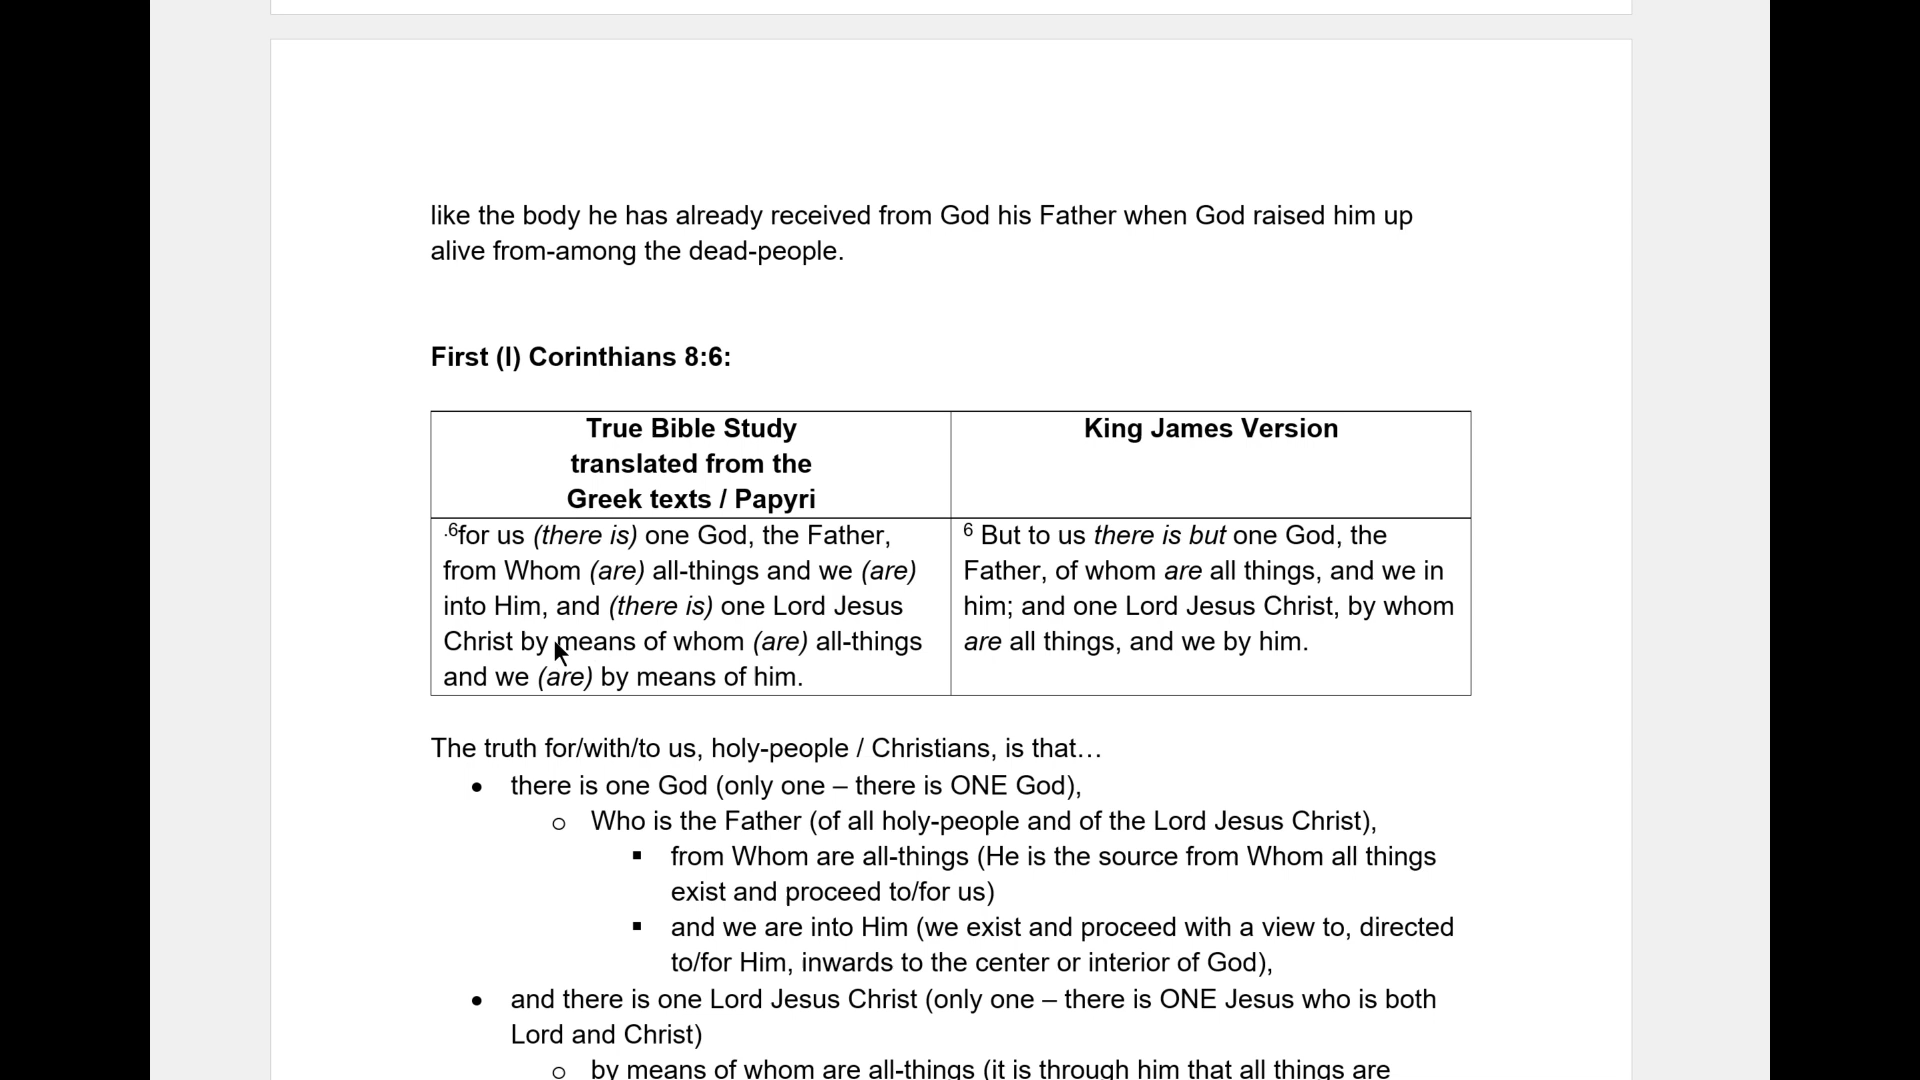 like the body he has already received from God his Father when God raised him up
alive from-among the dead-people.
First (I) Corinthians 8:6:
True Bible Study
translated from the
Greek texts / Papyri
King James Version
.6for us (there is) one God, the Father,
from Whom (are) all-things and we (are)
into Him, and (there is) one Lord Jesus
Christ by means of whom (are) all-things
and we (are) by means of him.
6 But to us there is but one God, the
Father, of whom are all things, and we in
him; and one Lord Jesus Christ, by whom
are all things, and we by him.
The truth for/with/to us, holy-people / Christians, is that…
• there is one God (only one – there is ONE God),
o Who is the Father (of all holy-people and of the Lord Jesus Christ),
▪ from Whom are all-things (He is the source from Whom all things
exist and proceed to/for us)
▪ and we are into Him (we exist and proceed with a view to, directed
to/for Him, inwards to the center or interior of God),
• and there is one Lord Jesus Christ (only one – there is ONE Jesus who is both
Lord and Christ)
o by means of whom are all-things (it is through him that all things are